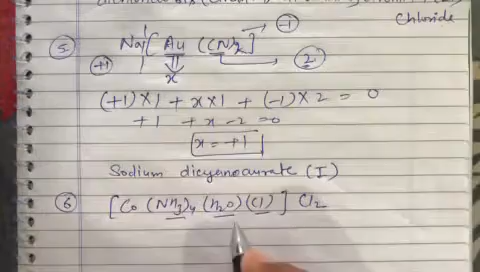 Chloride
(5) Na[Au(CN)2] → (-1)
(+1) x → (2-)
(+1)×1 + x×1 + (-1)×2 = 0
+1 + x - 2 = 0
x = +1
Sodium dicyanoaurate (I)
(6) [Co(NH3)4(H2O)(Cl)]Cl2